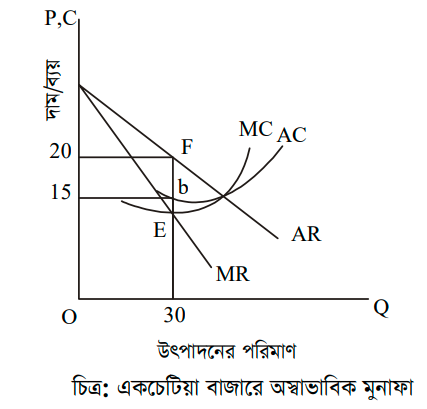 P,C
দাম/ব্যয়
MC AC
20 F
15 b
E
AR
MR
O 30 Q
উৎপাদনের পরিমাণ
চিত্র: একচেটিয়া বাজারে অস্বাভাবিক মুনাফা